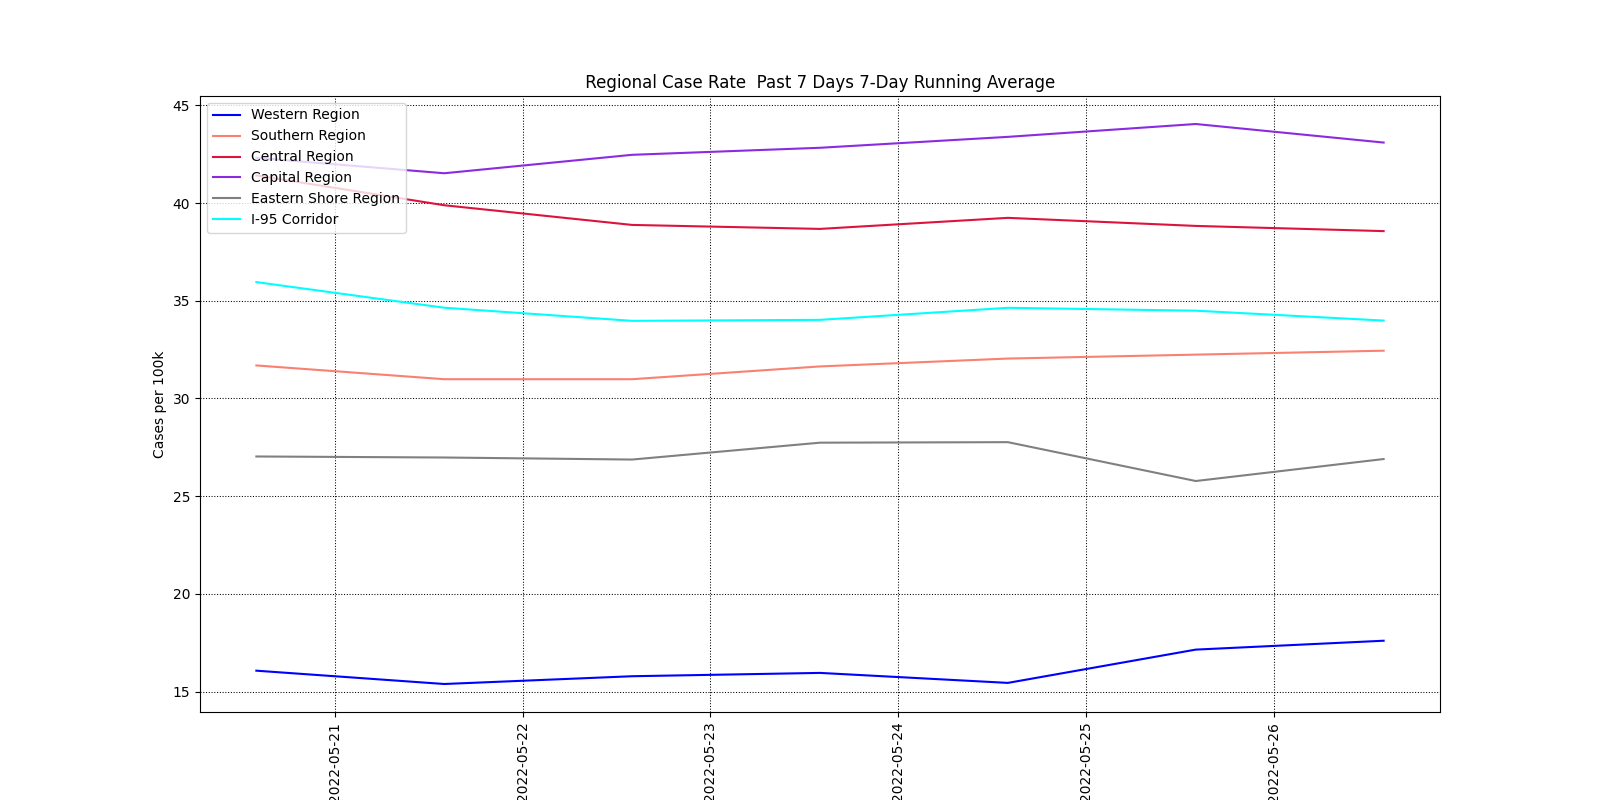 Regional Case Rate  Past 7 Days 7-Day Running Average
45
40
35
30
25
20
15
Cases per 100k
Western Region
Southern Region
Central Region
Capital Region
Eastern Shore Region
I-95 Corridor
2022-05-21
2022-05-22
2022-05-23
2022-05-24
2022-05-25
2022-05-26